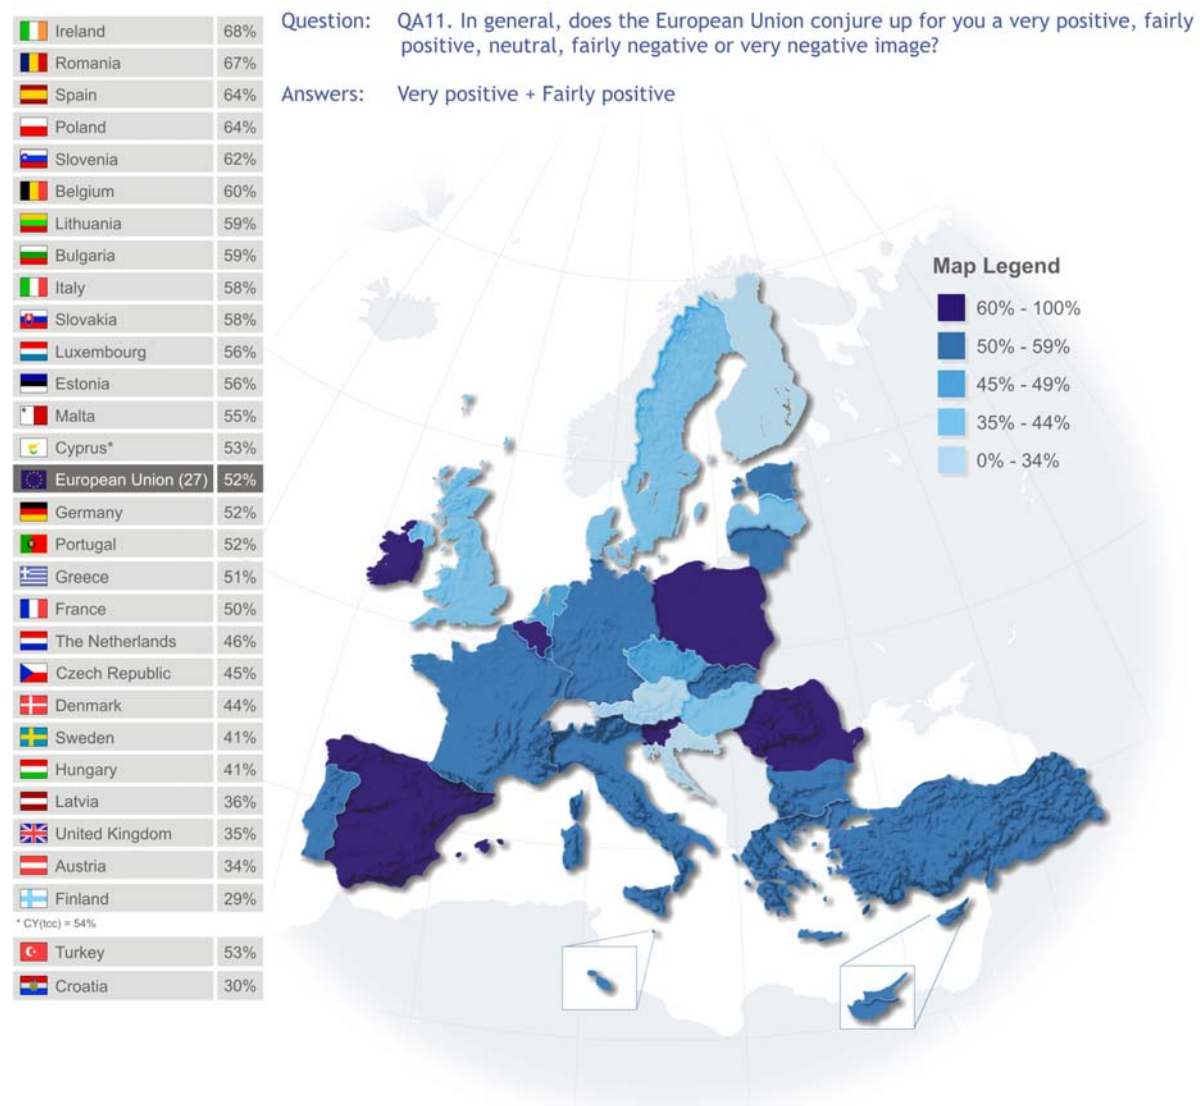 Question: QA11. In general, does the European Union conjure up for you a very positive, fairly
positive, neutral, fairly negative or very negative image?
Answers: Very positive + Fairly positive
Ireland 68%
Romania 67%
Spain 64%
Poland 64%
Slovenia 62%
Belgium 60%
Lithuania 59%
Bulgaria 59%
Italy 58%
Slovakia 58%
Luxembourg 56%
Estonia 56%
Malta 55%
Cyprus* 53%
European Union (27) 52%
Germany 52%
Portugal 52%
Greece 51%
France 50%
The Netherlands 46%
Czech Republic 45%
Denmark 44%
Sweden 41%
Hungary 41%
Latvia 36%
United Kingdom 35%
Austria 34%
Finland 29%
* CY(tcc) = 54%
Turkey 53%
Croatia 30%
Map Legend
60% - 100%
50% - 59%
45% - 49%
35% - 44%
0% - 34%